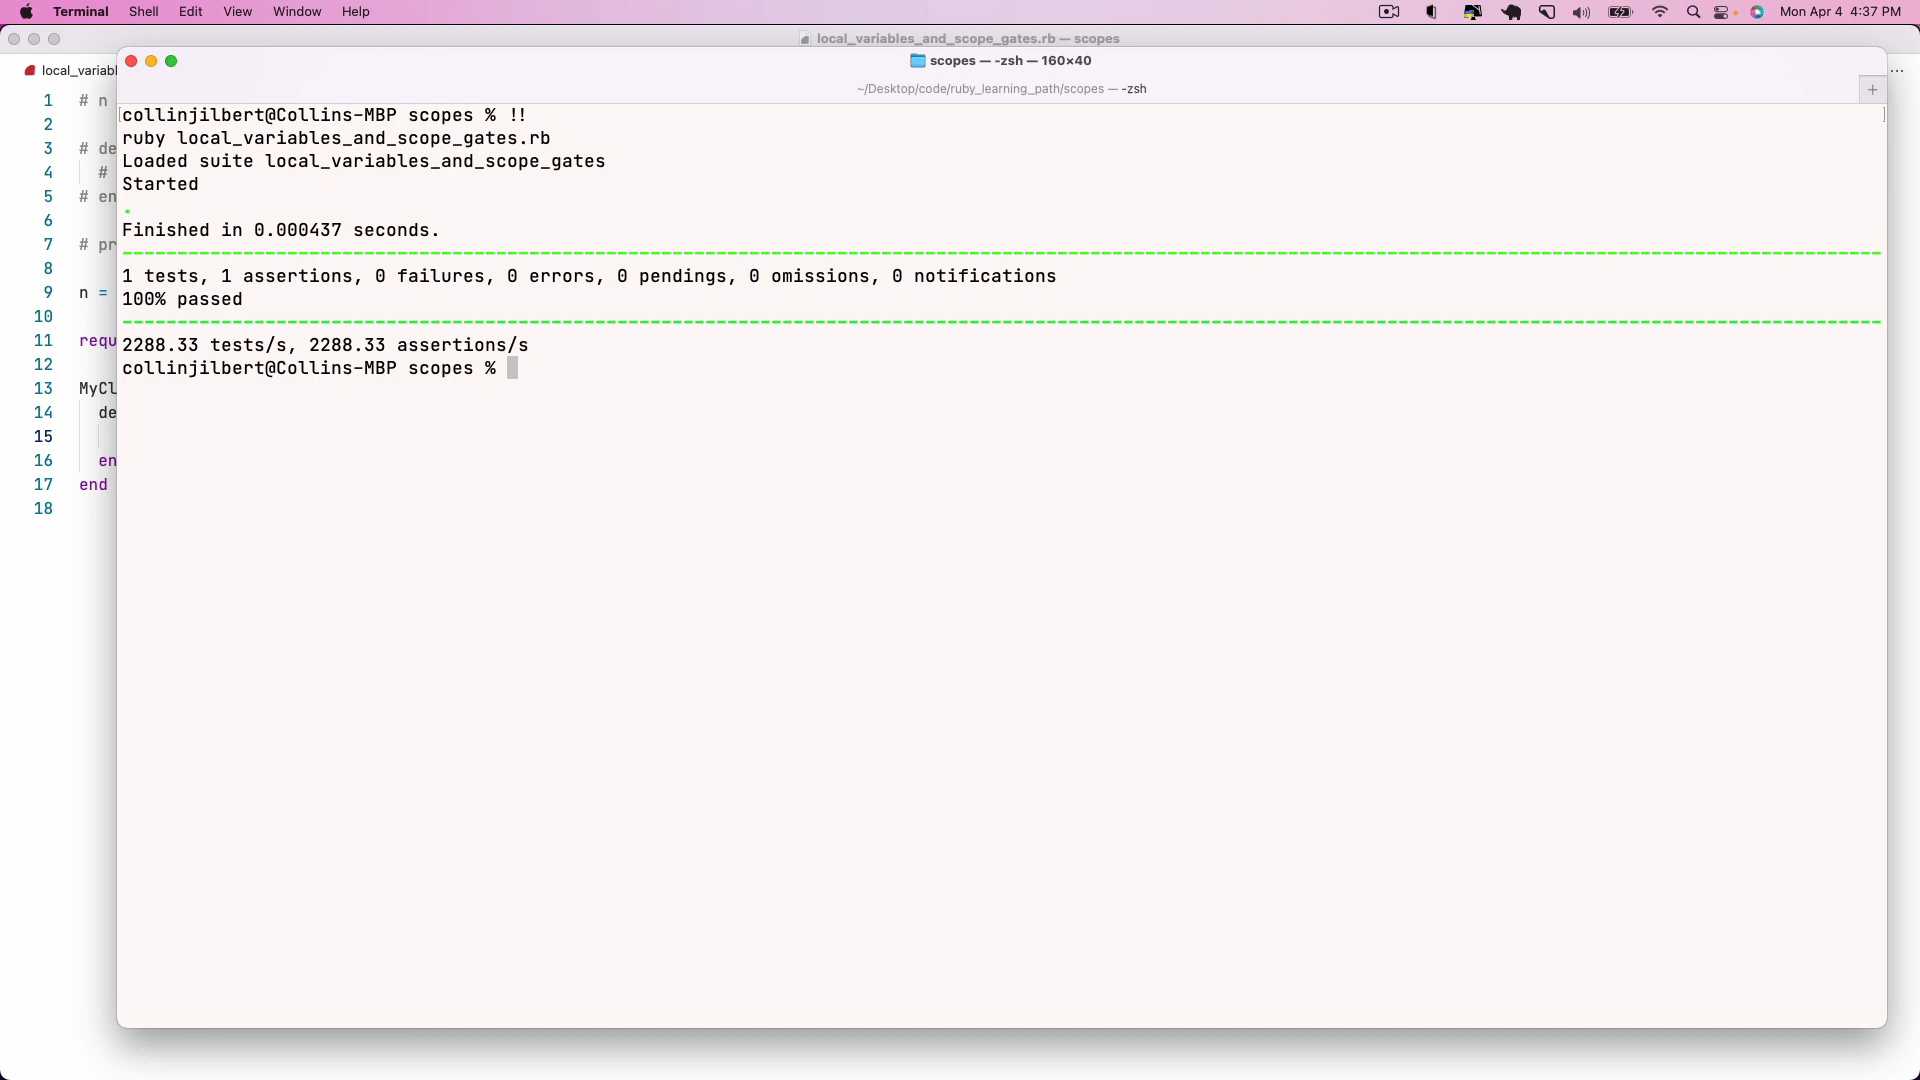 Terminal Shell Edit View Window Help Mon Apr 4 4:37 PM
local_variables_and_scope_gates.rb — scopes
local_variabl
scopes — -zsh — 160×40
~/Desktop/code/ruby_learning_path/scopes — -zsh
1 # n
2
3 # de
4 #
5 # en
6
7 # pr
8
9 n =
10
11 requ
12
13 MyCl
14 de
15
16 en
17 end
18
collinjilbert@Collins-MBP scopes % !!
ruby local_variables_and_scope_gates.rb
Loaded suite local_variables_and_scope_gates
Started
.
Finished in 0.000437 seconds.
1 tests, 1 assertions, 0 failures, 0 errors, 0 pendings, 0 omissions, 0 notifications
100% passed
2288.33 tests/s, 2288.33 assertions/s
collinjilbert@Collins-MBP scopes %